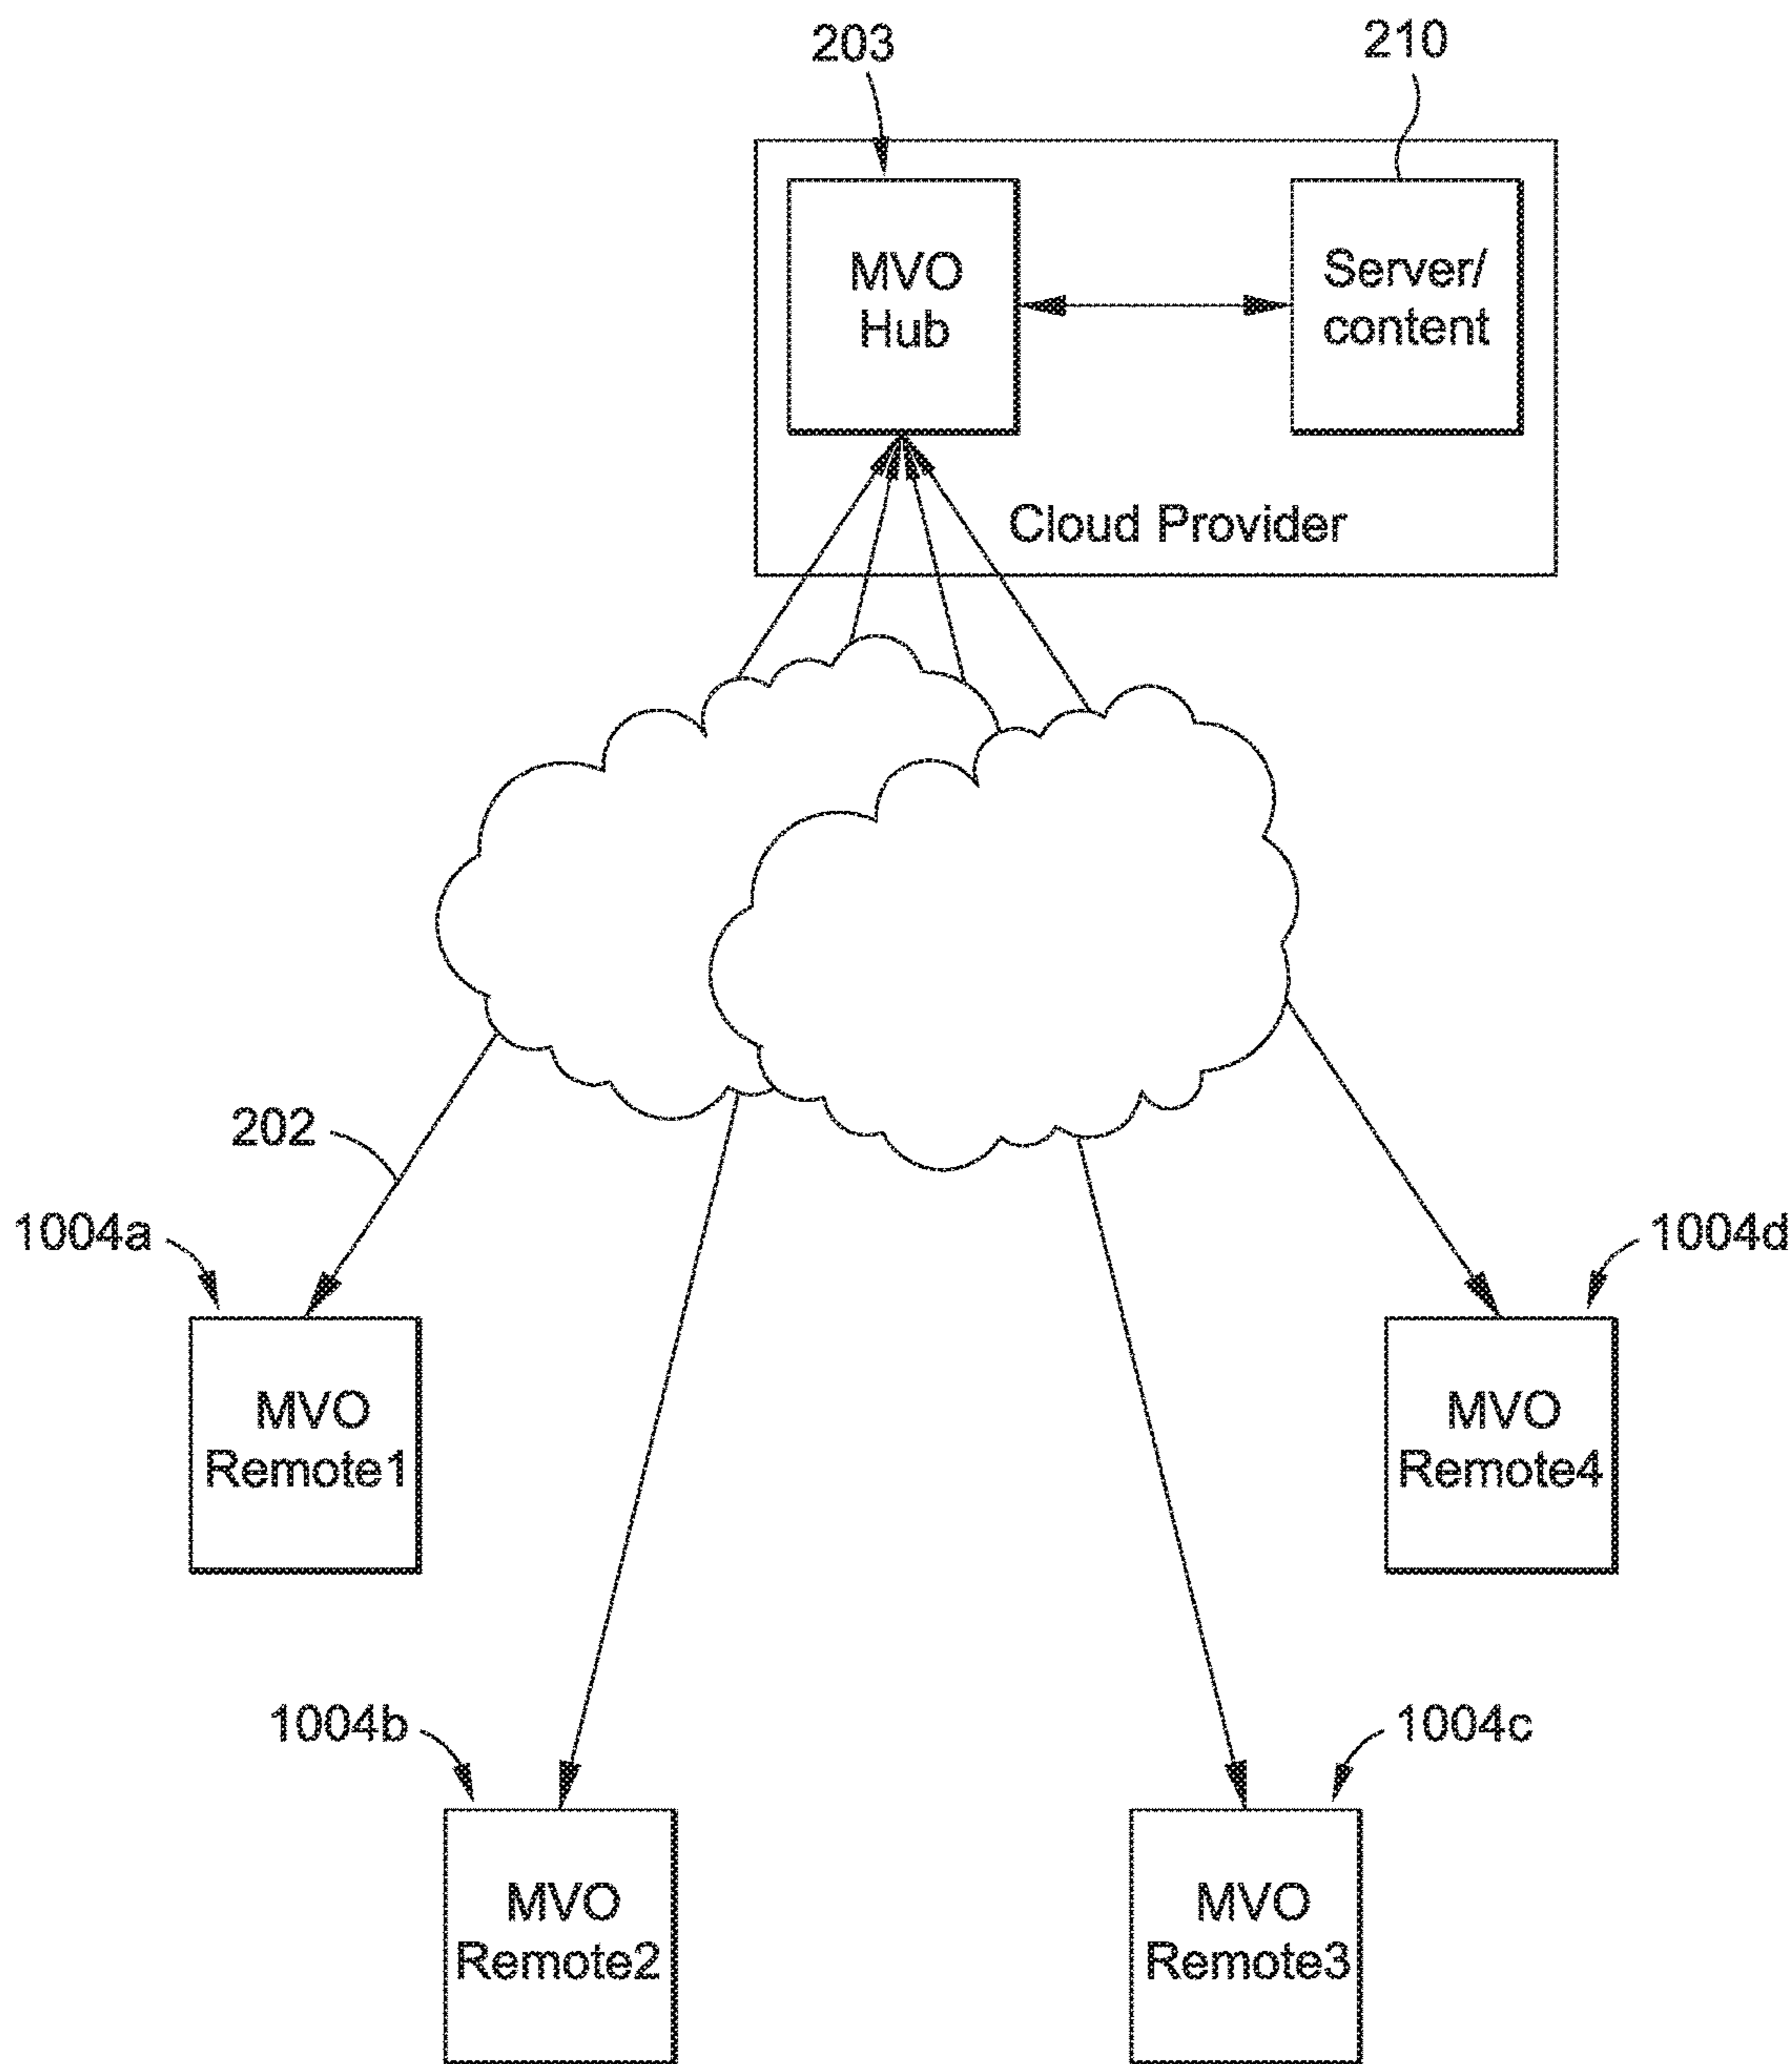 203
210
MVO
Hub
Server/
content
Cloud Provider
202
1004a
1004d
MVO
Remote1
MVO
Remote4
1004b
1004c
MVO
Remote2
MVO
Remote3